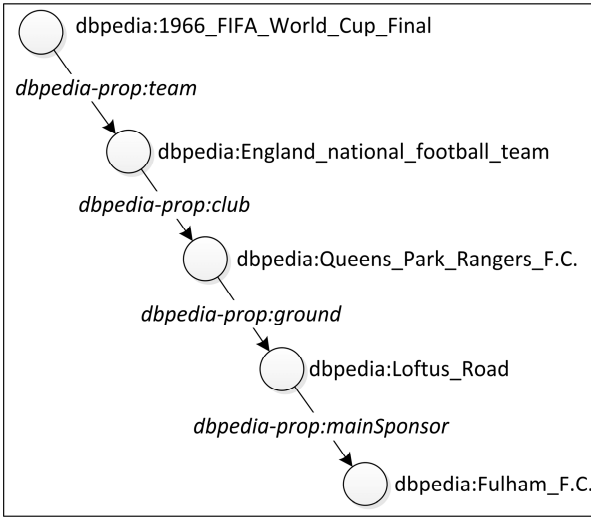 dbpedia:1966_FIFA_World_Cup_Final
dbpedia-prop:team
dbpedia:England_national_football_team
dbpedia-prop:club
dbpedia:Queens_Park_Rangers_F.C.
dbpedia-prop:ground
dbpedia:Loftus_Road
dbpedia-prop:mainSponsor
dbpedia:Fulham_F.C.